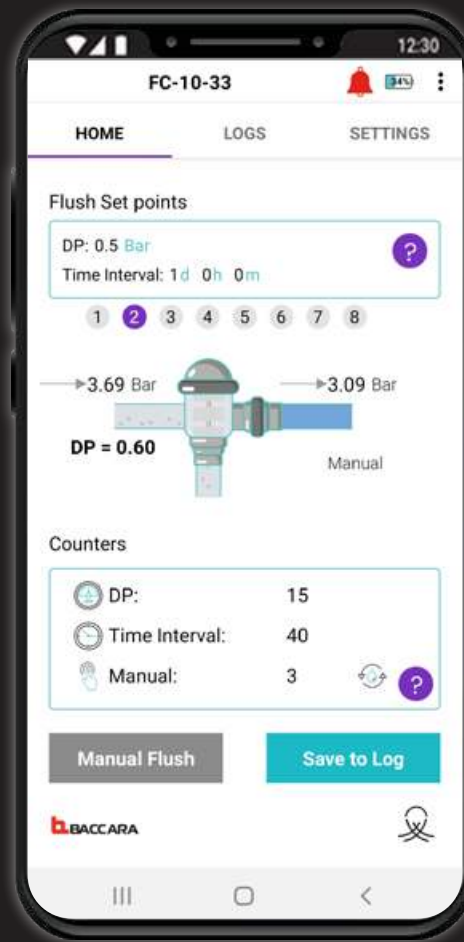 12:30
FC-10-33
34%
HOME LOGS SETTINGS
Flush Set points
DP: 0.5 Bar
?
Time Interval: 1d 0h 0m
1 2 3 4 5 6 7 8
3.69 Bar 3.09 Bar
DP = 0.60
Manual
Counters
DP: 15
Time Interval: 40
Manual: 3
?
Manual Flush Save to Log
BACCARA